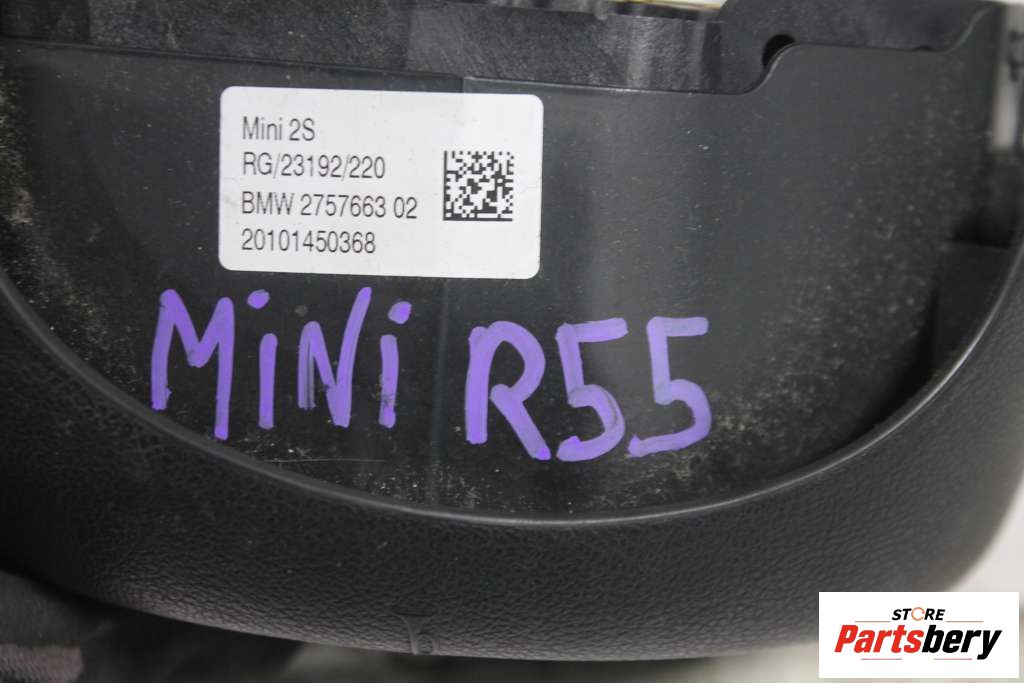 Mini 2S
RG/23192/220
BMW 2757663 02
20101450368
MiNi R55
STORE
Partsbery